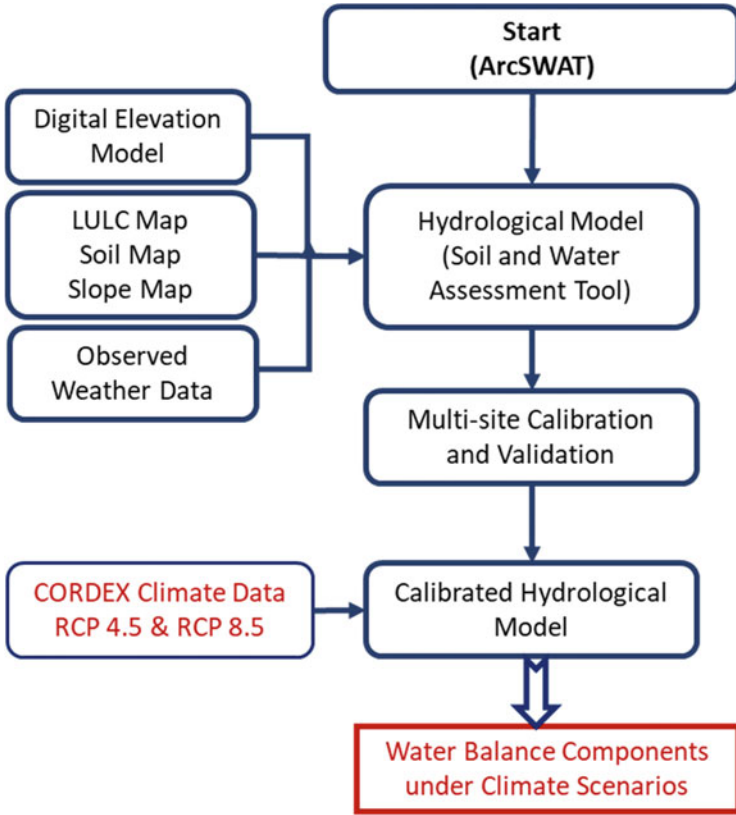 Start
(ArcSWAT)
Digital Elevation
Model
LULC Map
Soil Map
Slope Map
Observed
Weather Data
Hydrological Model
(Soil and Water
Assessment Tool)
Multi-site Calibration
and Validation
CORDEX Climate Data
RCP 4.5 & RCP 8.5
Calibrated Hydrological
Model
Water Balance Components
under Climate Scenarios